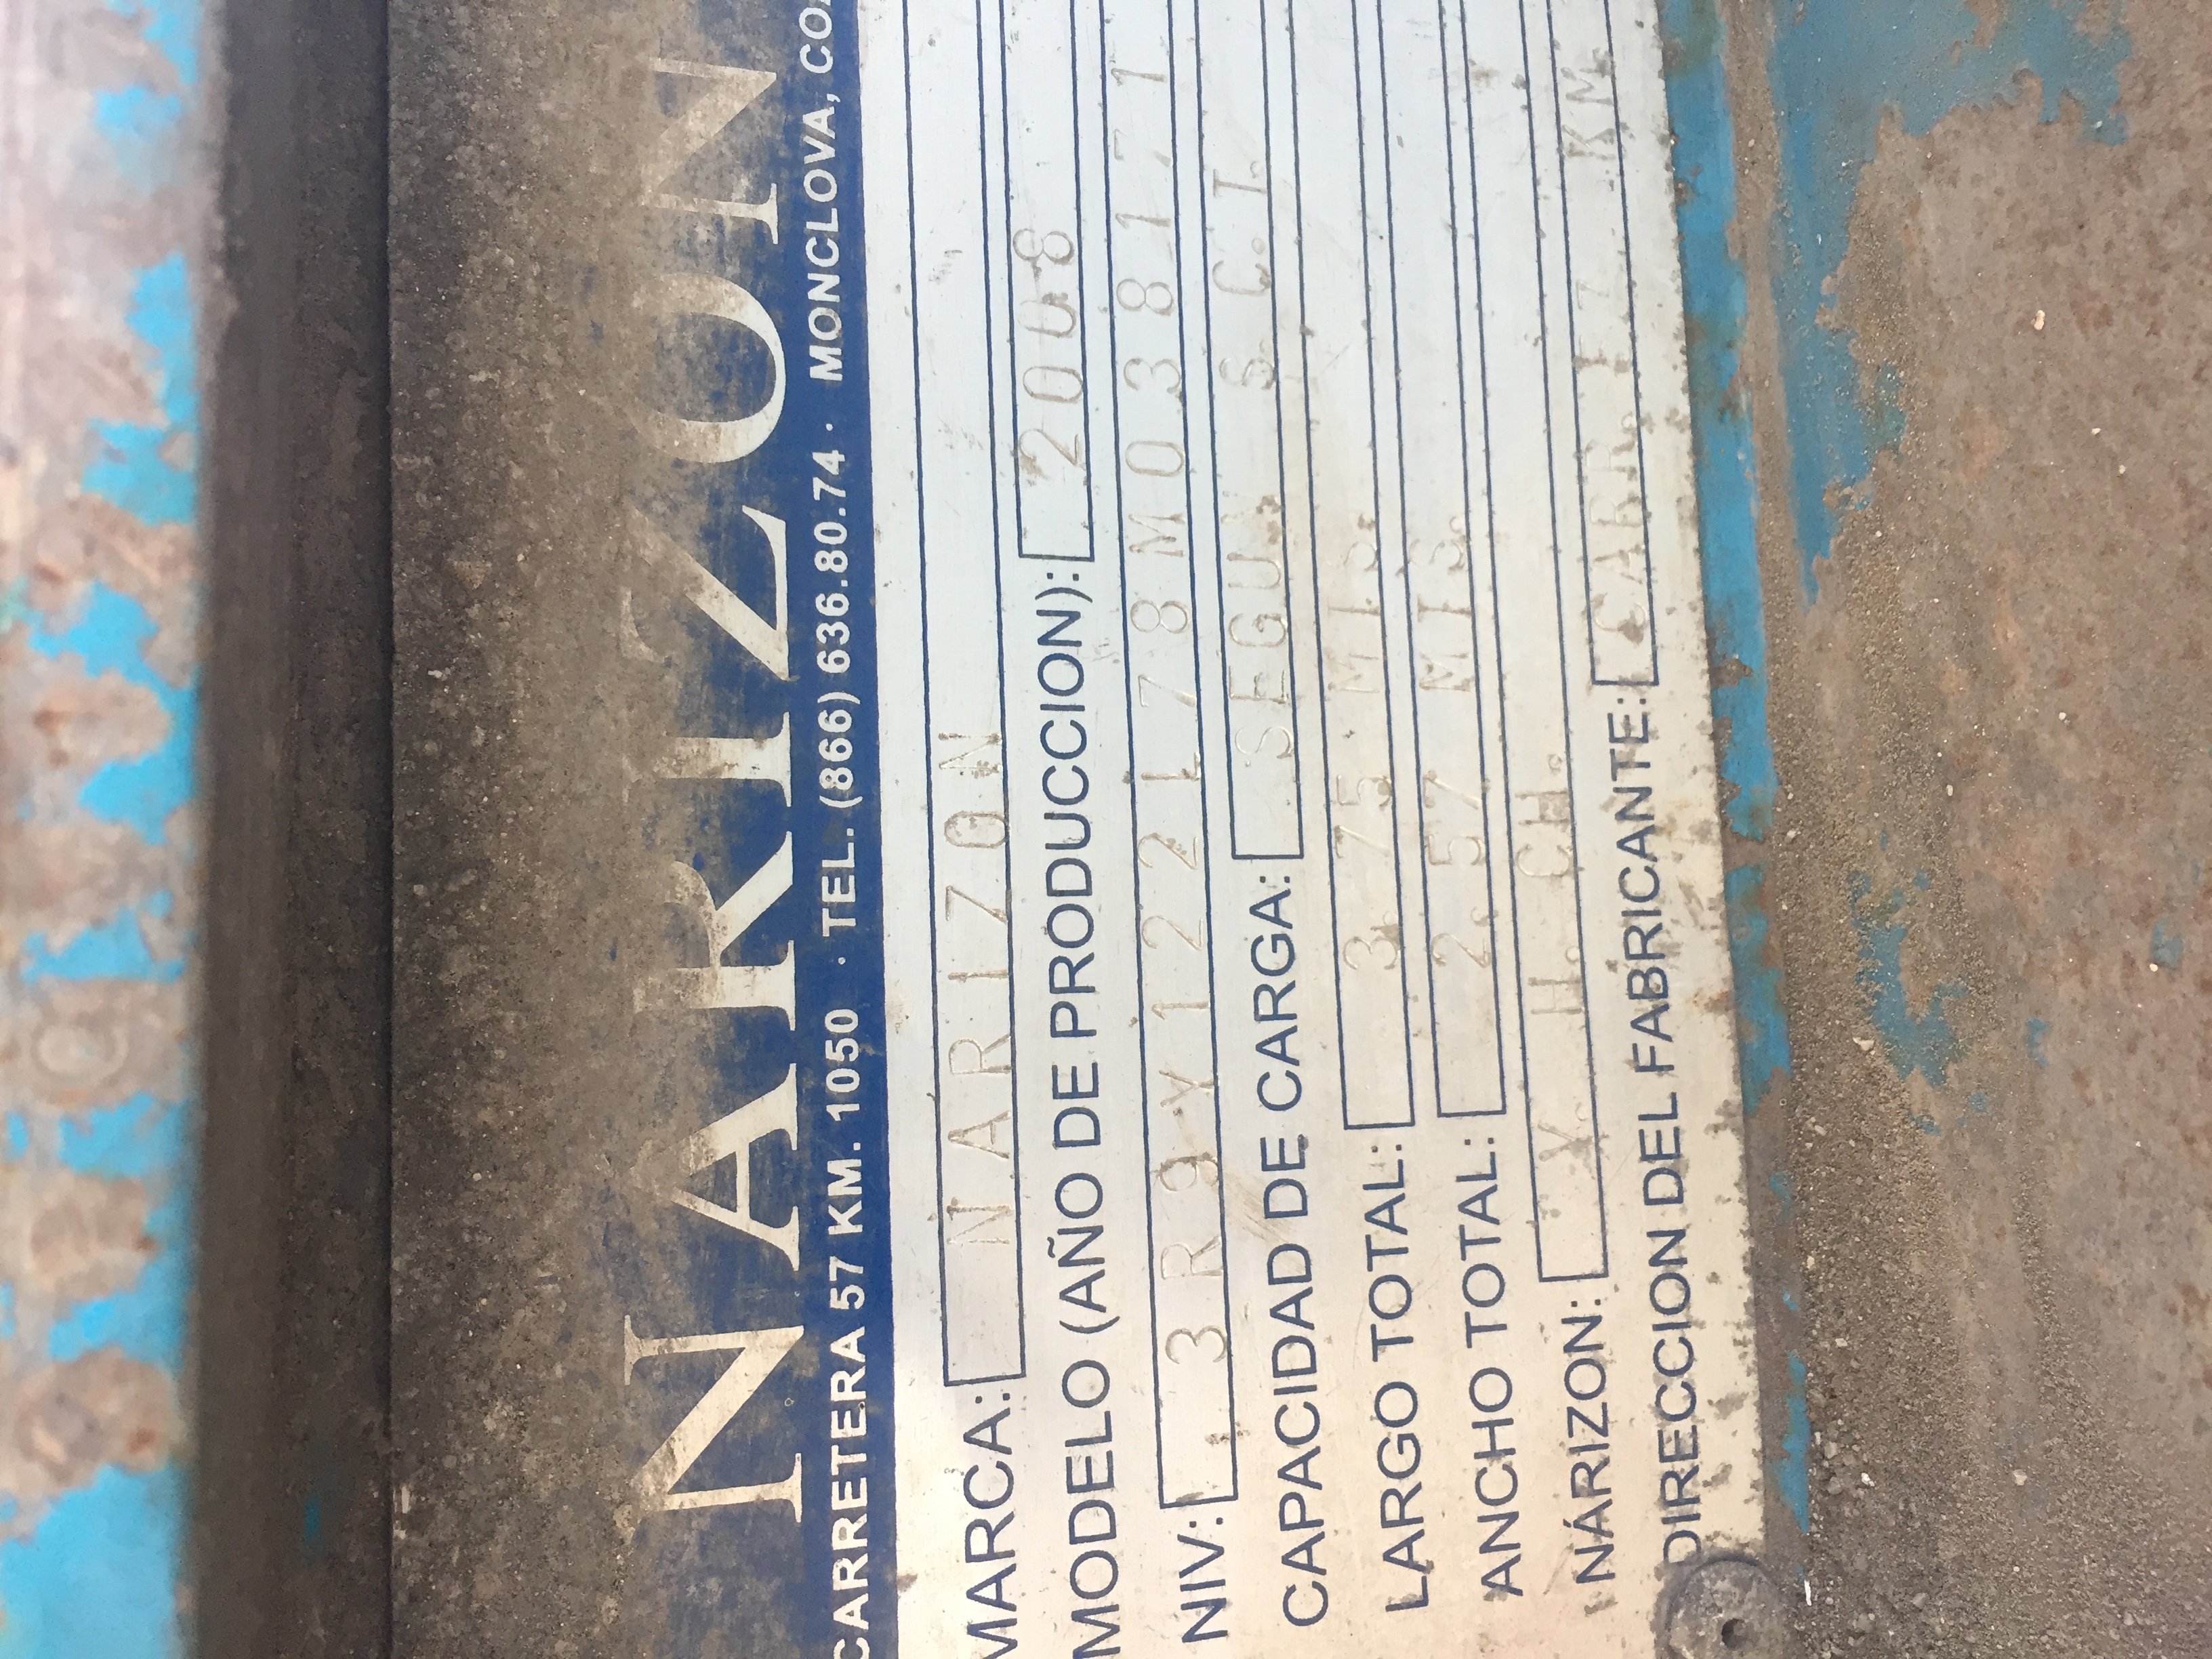 NARIZON
CARRETERA 57 KM. 1050 · TEL. (866) 636.80.74 · MONCLOVA, COA
MARCA: NARIZON
MODELO (AÑO DE PRODUCCION): 2008
NIV: 3R9Y122L78M038171
CAPACIDAD DE CARGA: SEGUN S.C.T.
LARGO TOTAL: 3.75 MTS.
ANCHO TOTAL: 2.57 MTS.
NARIZON: V. H. CH.
DIRECCION DEL FABRICANTE: CARR. 57 KM.